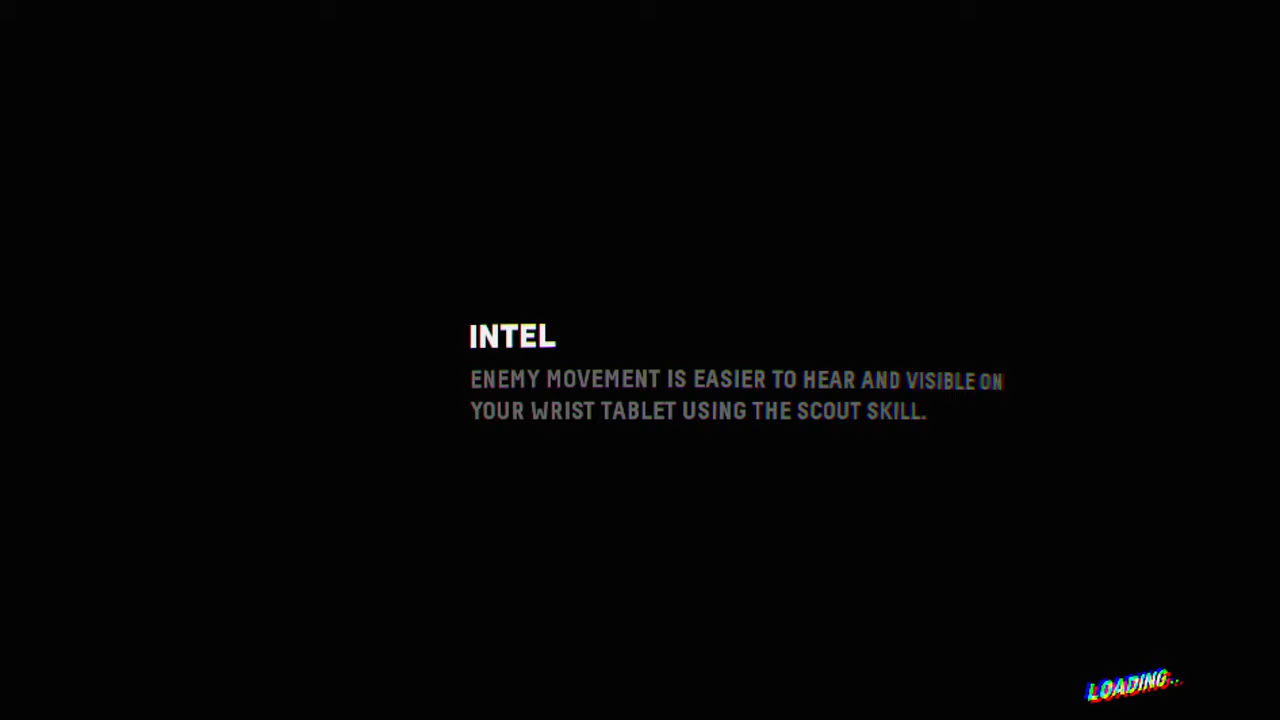 INTEL
ENEMY MOVEMENT IS EASIER TO HEAR AND VISIBLE ON
YOUR WRIST TABLET USING THE SCOUT SKILL.
LOADING...